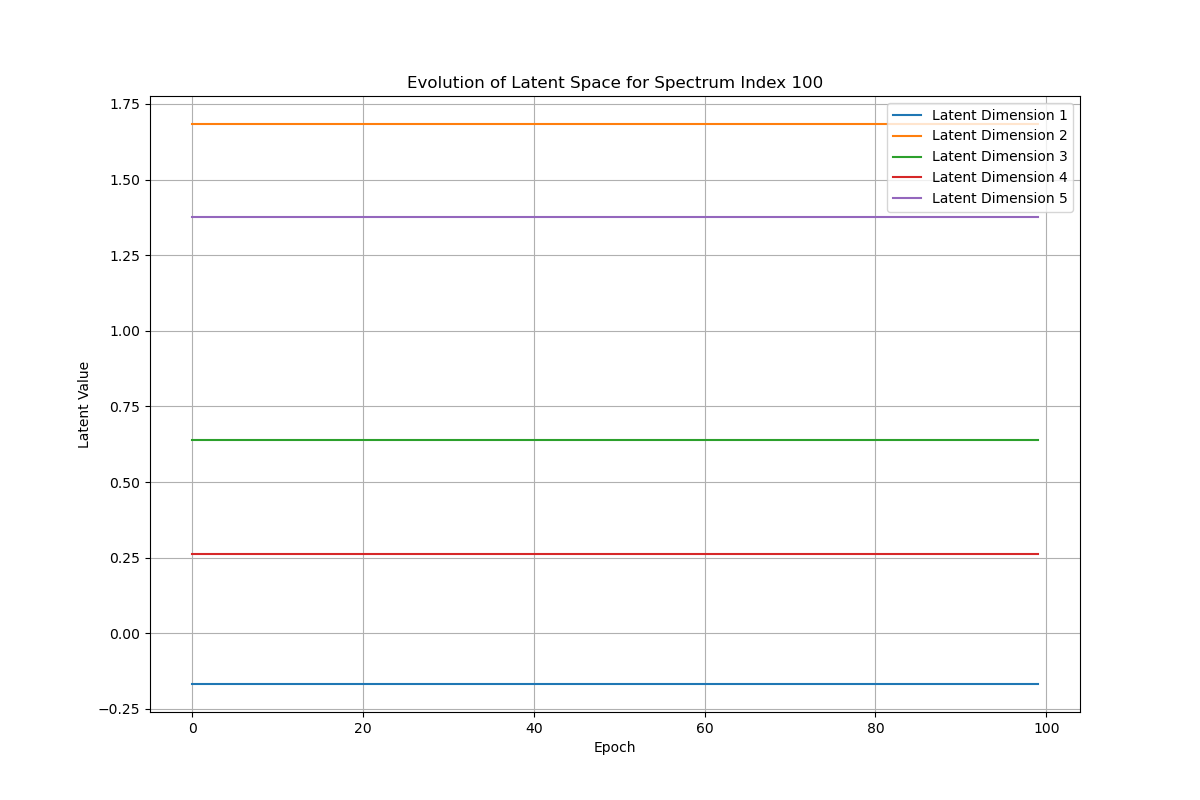 Evolution of Latent Space for Spectrum Index 100
1.75
1.50
1.25
1.00
0.75
0.50
0.25
0.00
−0.25
Latent Value
Latent Dimension 1
Latent Dimension 2
Latent Dimension 3
Latent Dimension 4
Latent Dimension 5
0 20 40 60 80 100
Epoch